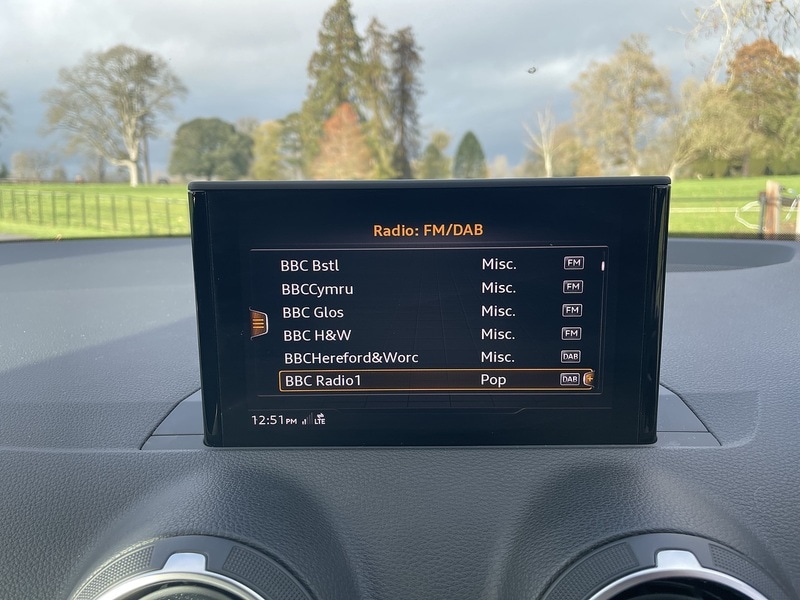 Radio: FM/DAB
BBC Bstl Misc. FM
BBCCymru Misc. FM
BBC Glos Misc. FM
BBC H&W Misc. FM
BBCHereford&Worc Misc. DAB
BBC Radio1 Pop DAB
12:51PM LTE